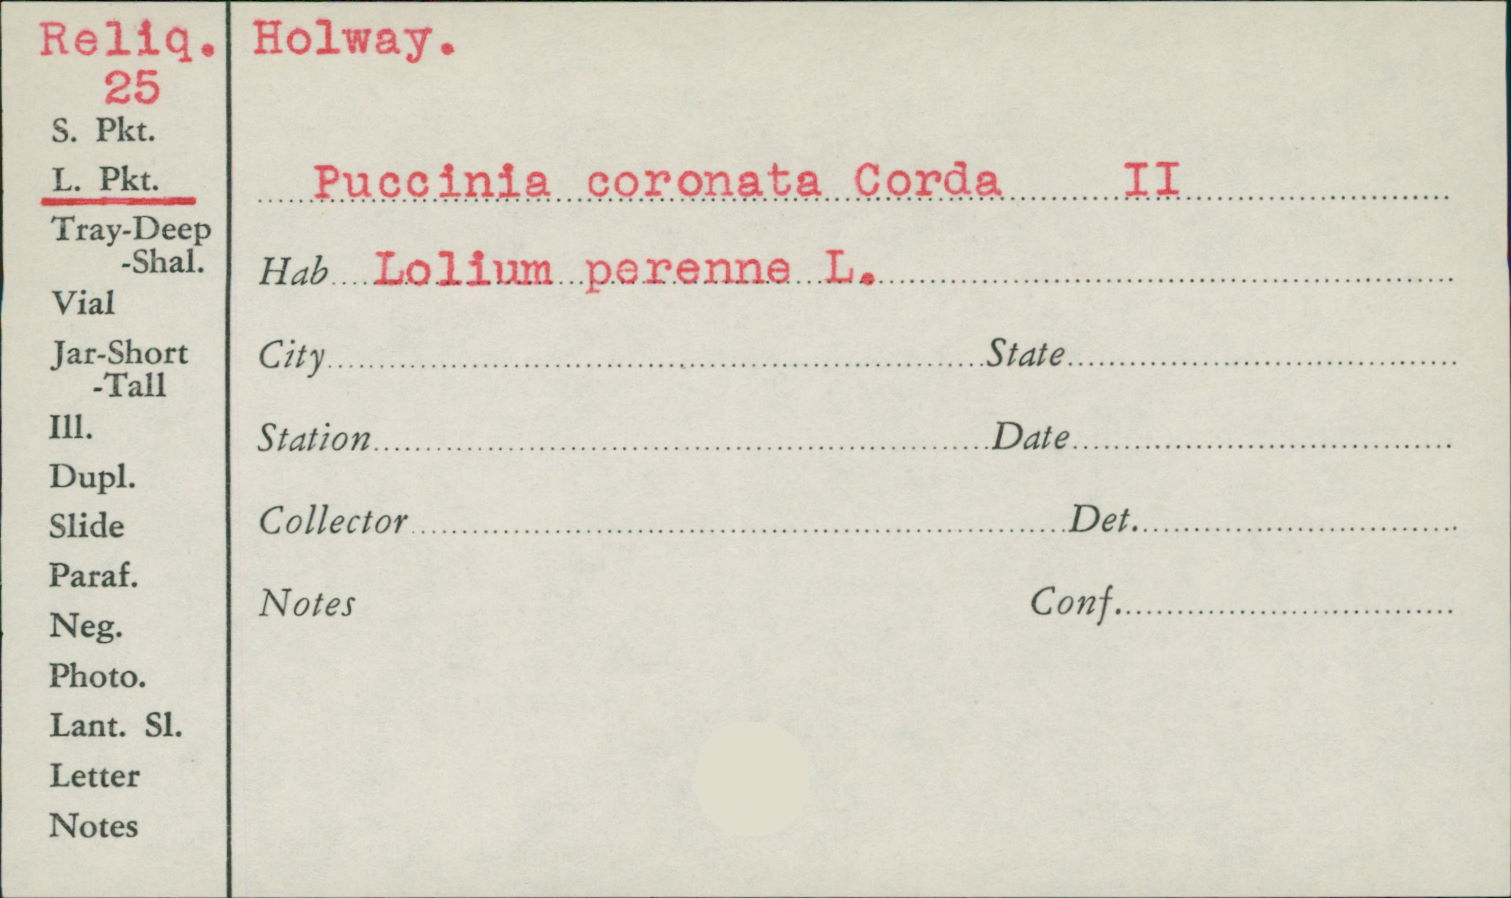 Reliq. Holway.
25
S. Pkt.
L. Pkt.
Tray-Deep
-Shal.
Vial
Jar-Short
-Tall
Ill.
Dupl.
Slide
Paraf.
Neg.
Photo.
Lant. Sl.
Letter
Notes
Puccinia coronata Corda II
Hab Lolium perenne L.
City State
Station Date
Collector Det.
Notes Conf.